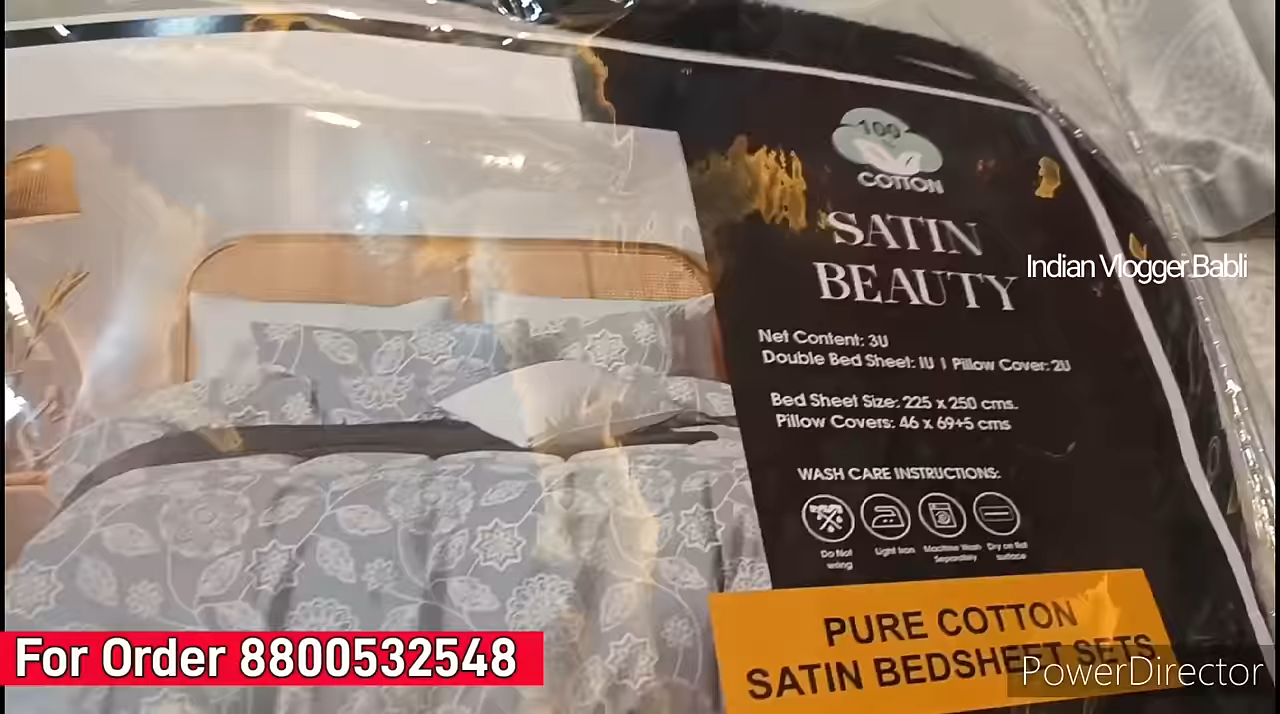 100
COTTON
SATIN
BEAUTY
Indian Vlogger Babli
Net Content: 3U
Double Bed Sheet: 1U | Pillow Cover: 2U
Bed Sheet Size: 225 x 250 cms.
Pillow Covers: 46 x 69+5 cms
WASH CARE INSTRUCTIONS:
Do Not
wring
Light Iron
Machine Wash
Separately
Dry on flat
surface
PURE COTTON
SATIN BEDSHEET SETS.
For Order 8800532548
PowerDirector